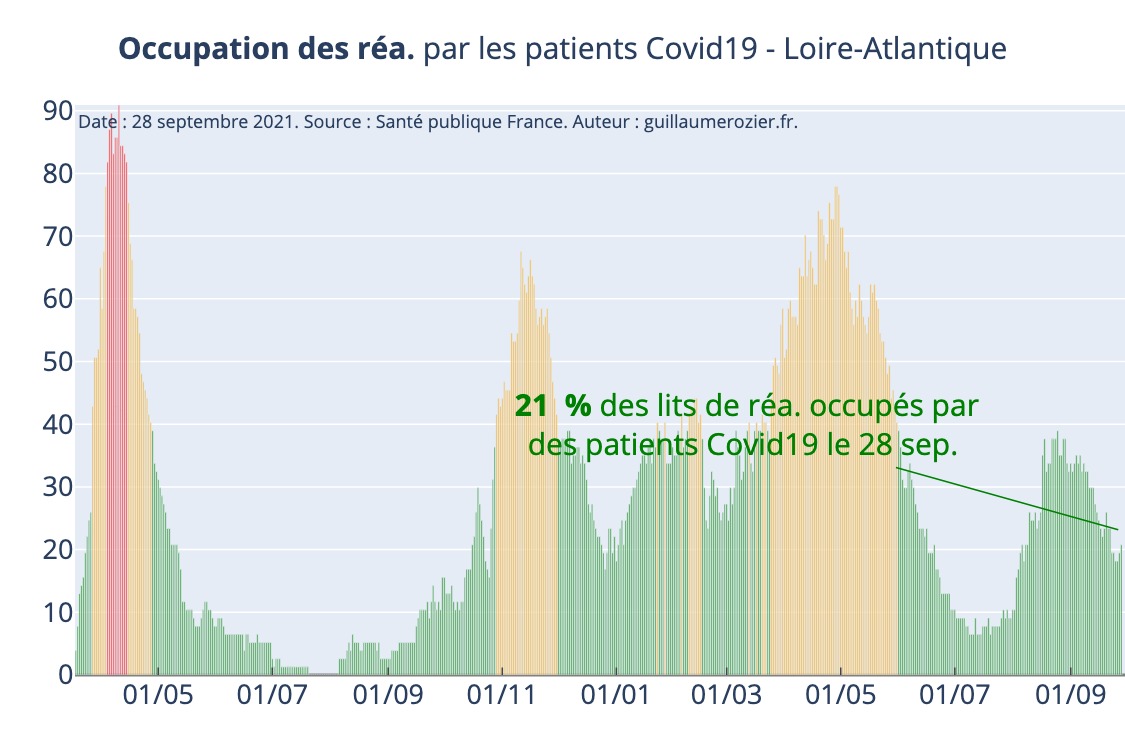 Occupation des réa. par les patients Covid19 - Loire-Atlantique
90
Date : 28 septembre 2021. Source : Santé publique France. Auteur : guillaumerozier.fr.
80
70
60
50
40
30
20
10
0
21 % des lits de réa. occupés par
des patients Covid19 le 28 sep.
01/05 01/07 01/09 01/11 01/01 01/03 01/05 01/07 01/09